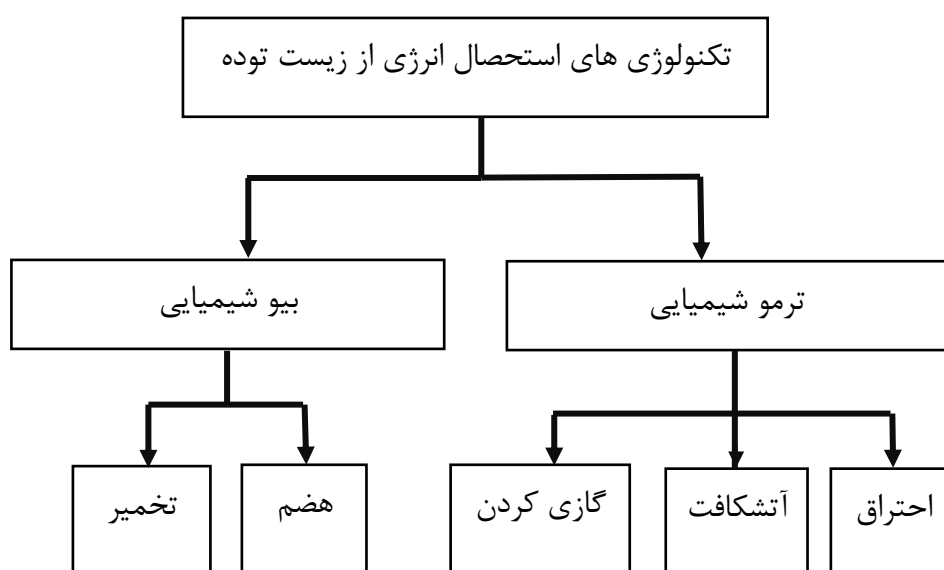 تکنولوژی های استحصال انرژی از زیست توده
ترمو شیمیایی
بیو شیمیایی
احتراق
آتشکافت
گازی کردن
هضم
تخمیر